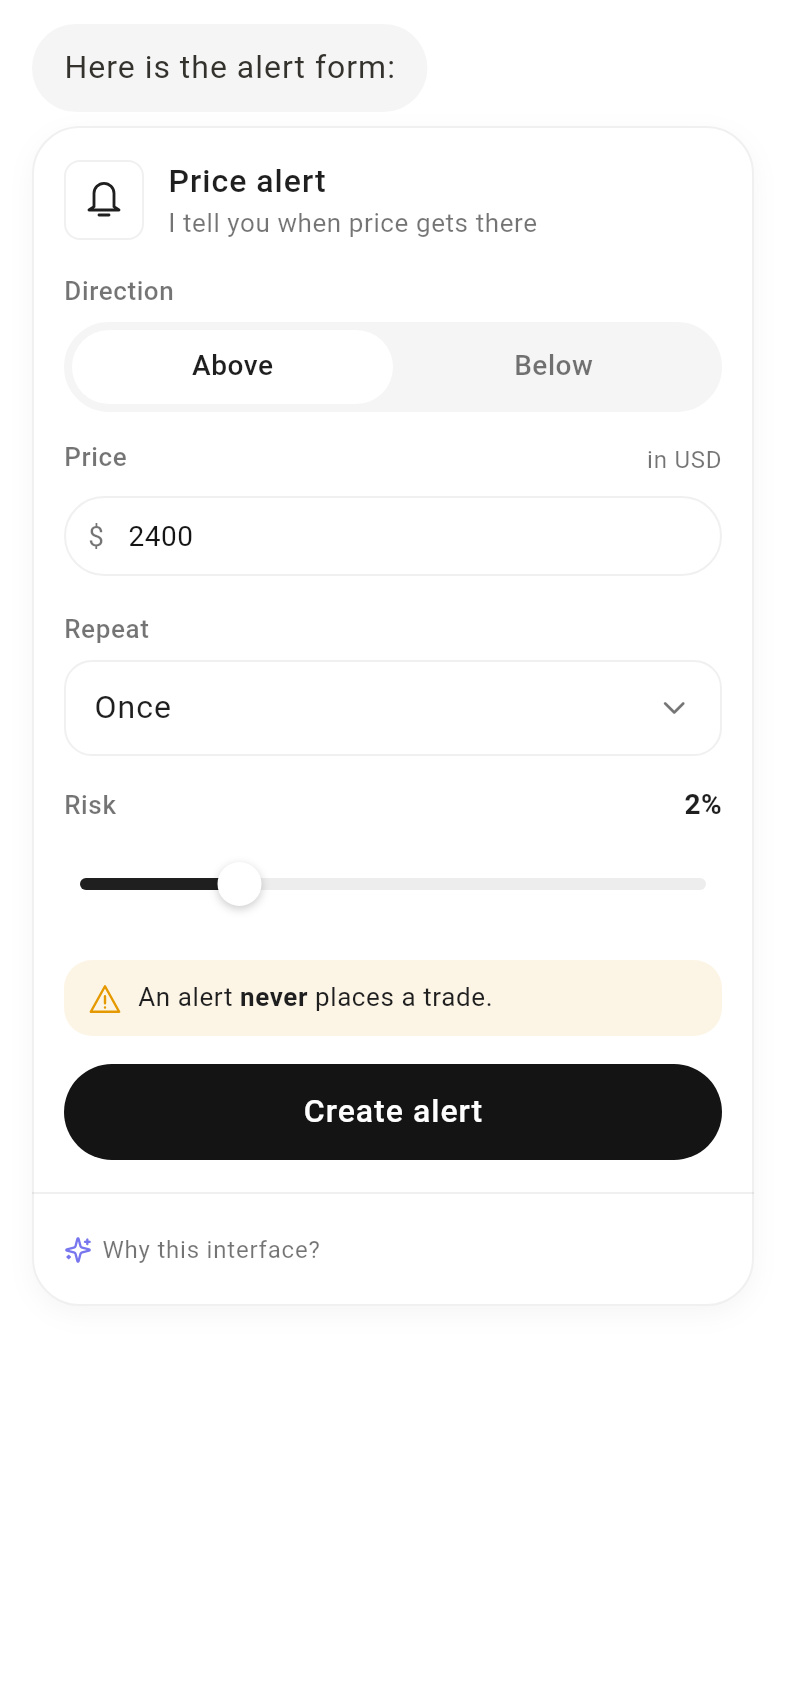 Here is the alert form:
Price alert
I tell you when price gets there
Direction
Above Below
Price in USD
$ 2400
Repeat
Once
Risk 2%
An alert never places a trade.
Create alert
Why this interface?